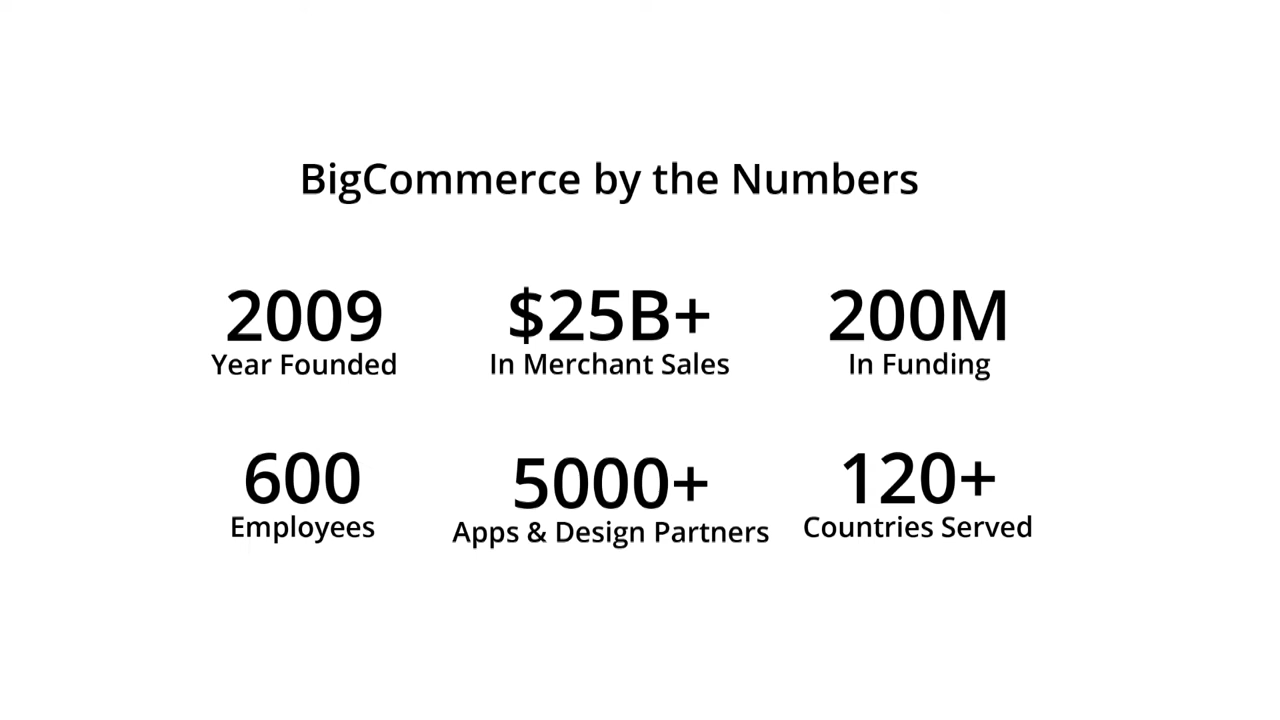 BigCommerce by the Numbers
2009
Year Founded
$25B+
In Merchant Sales
200M
In Funding
600
Employees
5000+
Apps & Design Partners
120+
Countries Served